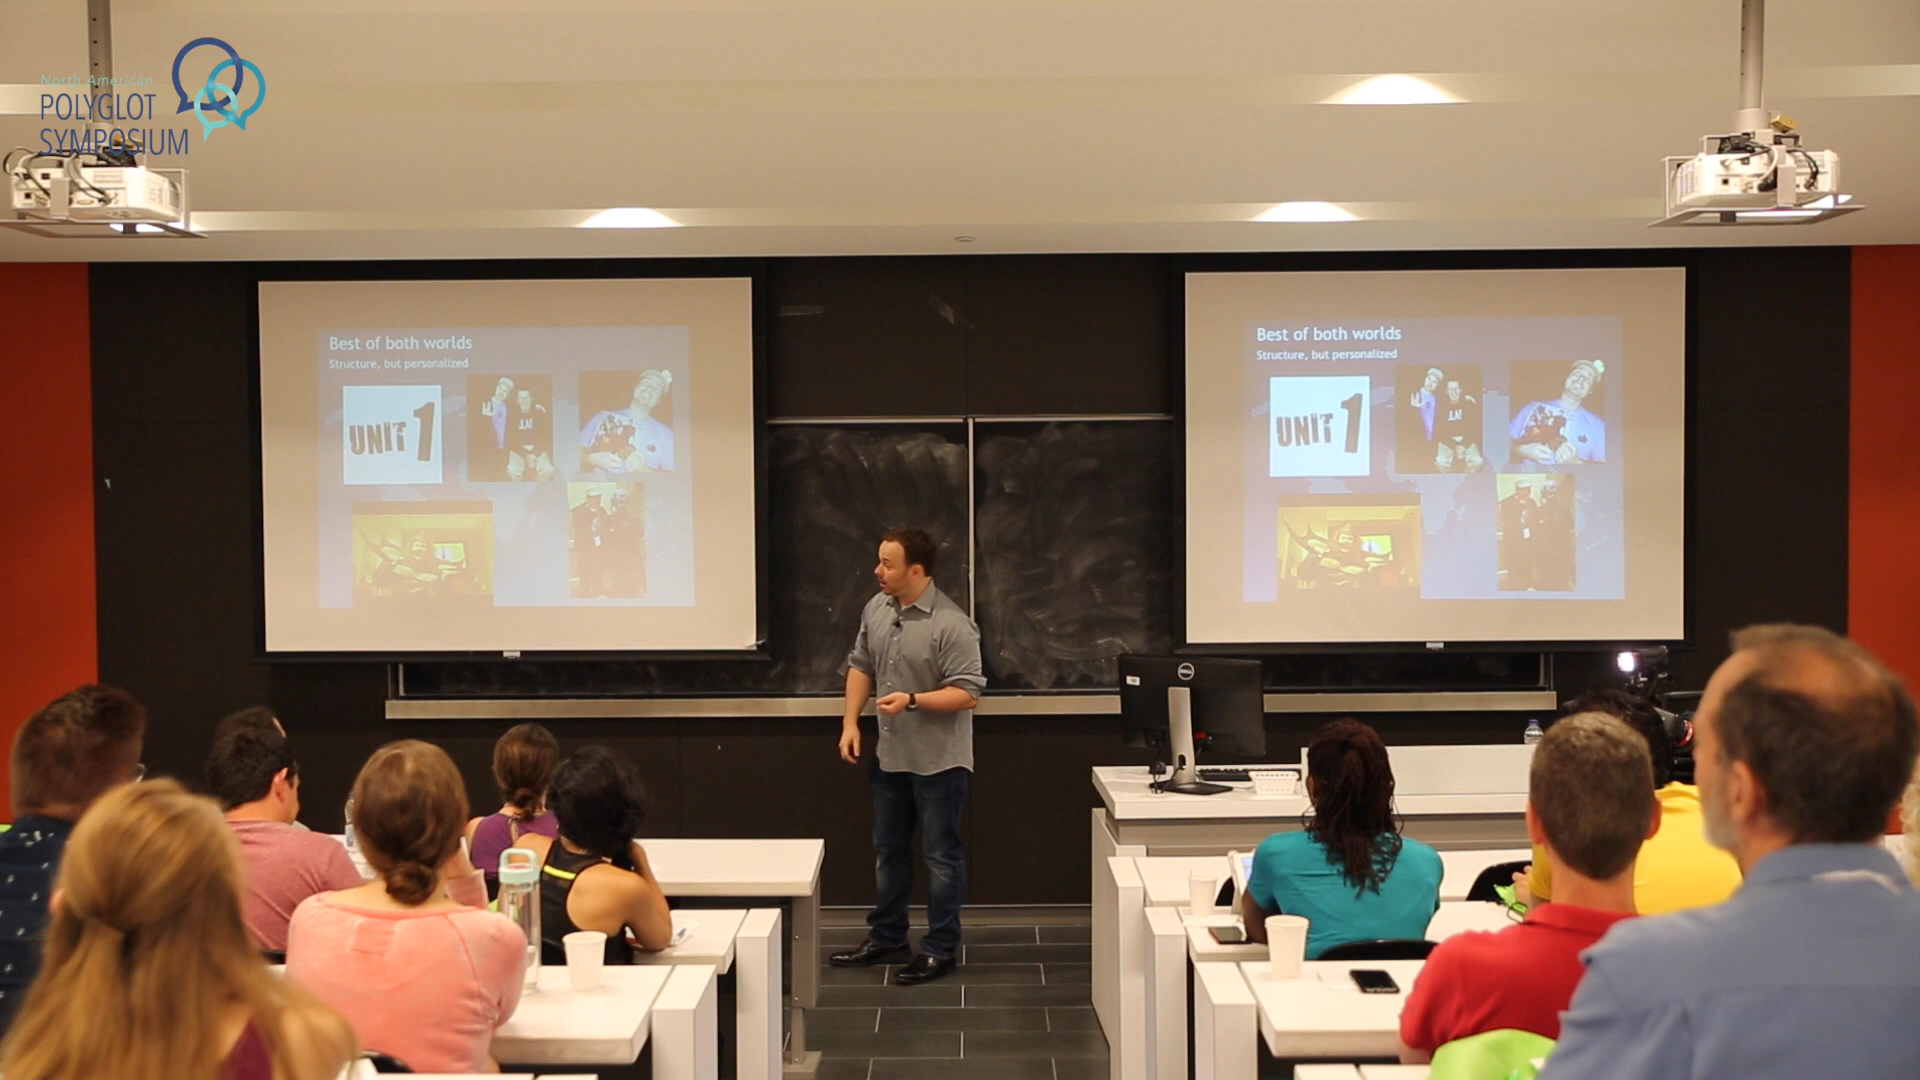 North American
POLYGLOT
SYMPOSIUM
Best of both worlds
Structure, but personalized
UNIT 1
Best of both worlds
Structure, but personalized
UNIT 1
DELL